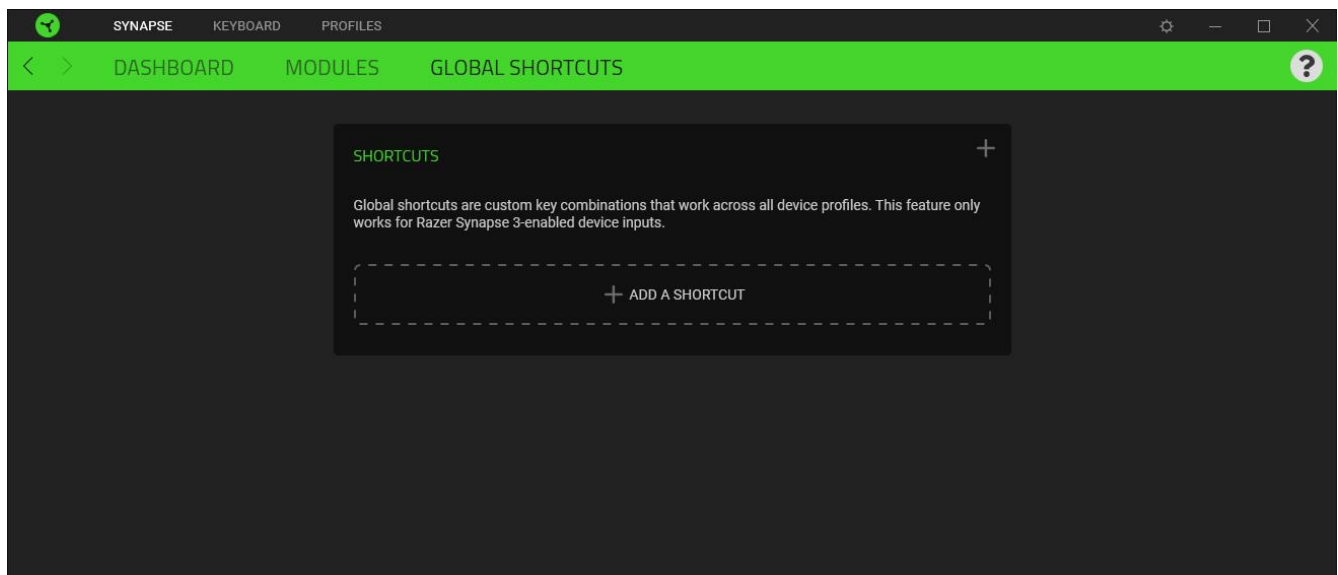 SYNAPSE KEYBOARD PROFILES
DASHBOARD MODULES GLOBAL SHORTCUTS ?
SHORTCUTS
Global shortcuts are custom key combinations that work across all device profiles. This feature only
works for Razer Synapse 3-enabled device inputs.
ADD A SHORTCUT